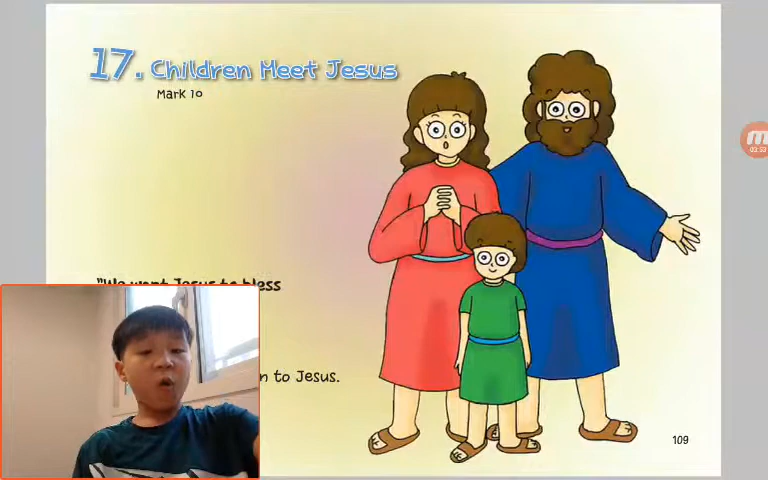 17. Children Meet Jesus
Mark 10
"We want Jesus to bless
to Jesus.
109